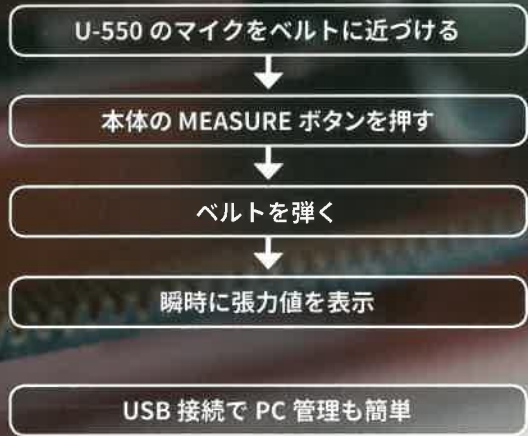 U-550 のマイクをベルトに近づける
本体の MEASURE ボタンを押す
ベルトを弾く
瞬時に張力値を表示
USB 接続で PC 管理も簡単